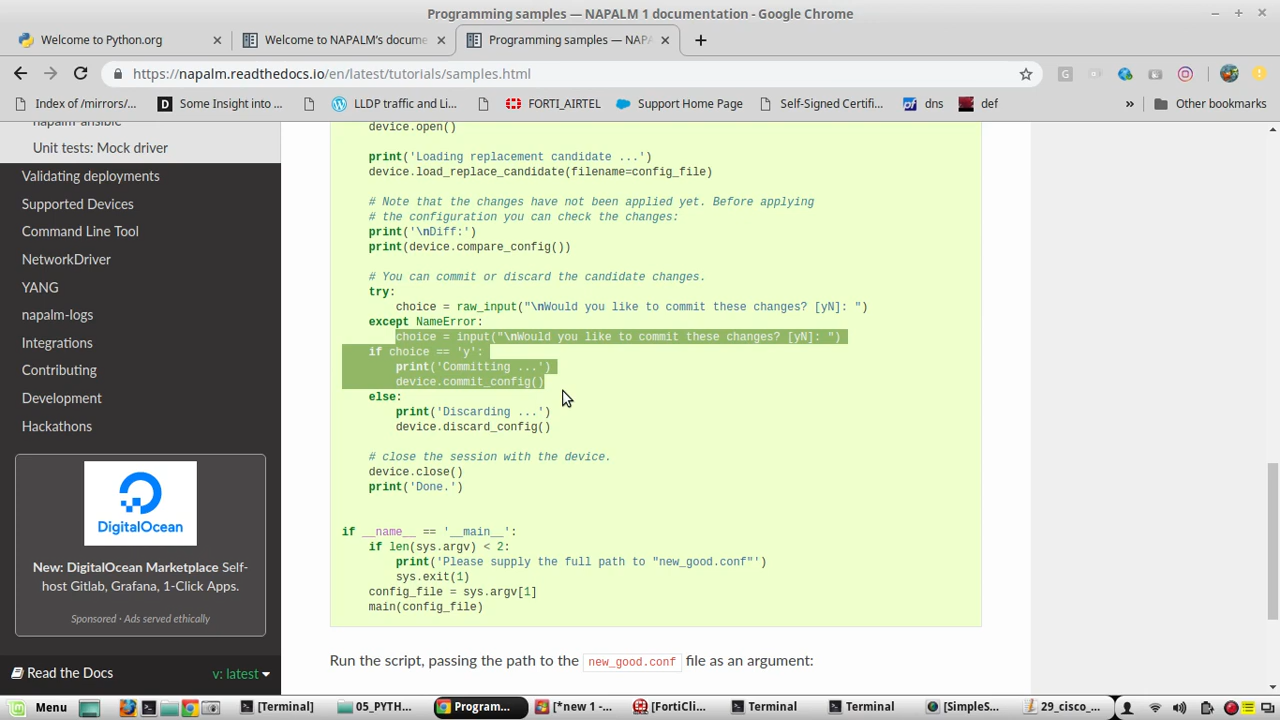 Programming samples — NAPALM 1 documentation - Google Chrome
Welcome to Python.org
Welcome to NAPALM's docume
Programming samples — NAPA
https://napalm.readthedocs.io/en/latest/tutorials/samples.html
Index of /mirrors/...
Some Insight into ...
LLDP traffic and Li...
FORTI_AIRTEL
Support Home Page
Self-Signed Certifi...
dns
def
»
Other bookmarks
napalm-ansible
Unit tests: Mock driver
Validating deployments
Supported Devices
Command Line Tool
NetworkDriver
YANG
napalm-logs
Integrations
Contributing
Development
Hackathons
DigitalOcean
New: DigitalOcean Marketplace Self-
host Gitlab, Grafana, 1-Click Apps.
Sponsored · Ads served ethically
Read the Docs
v: latest
device.open()
print('Loading replacement candidate ...')
device.load_replace_candidate(filename=config_file)
# Note that the changes have not been applied yet. Before applying
# the configuration you can check the changes:
print('\nDiff:')
print(device.compare_config())
# You can commit or discard the candidate changes.
try:
choice = raw_input("\nWould you like to commit these changes? [yN]: ")
except NameError:
choice = input("\nWould you like to commit these changes? [yN]: ")
if choice == 'y':
print('Committing ...')
device.commit_config()
else:
print('Discarding ...')
device.discard_config()
# close the session with the device.
device.close()
print('Done.')
if __name__ == '__main__':
if len(sys.argv) < 2:
print('Please supply the full path to "new_good.conf"')
sys.exit(1)
config_file = sys.argv[1]
main(config_file)
Run the script, passing the path to the new_good.conf file as an argument:
Menu
[Terminal]
05_PYTH...
Program...
[*new 1 -...
[FortiCli...
Terminal
Terminal
[SimpleS...
29_cisco_...